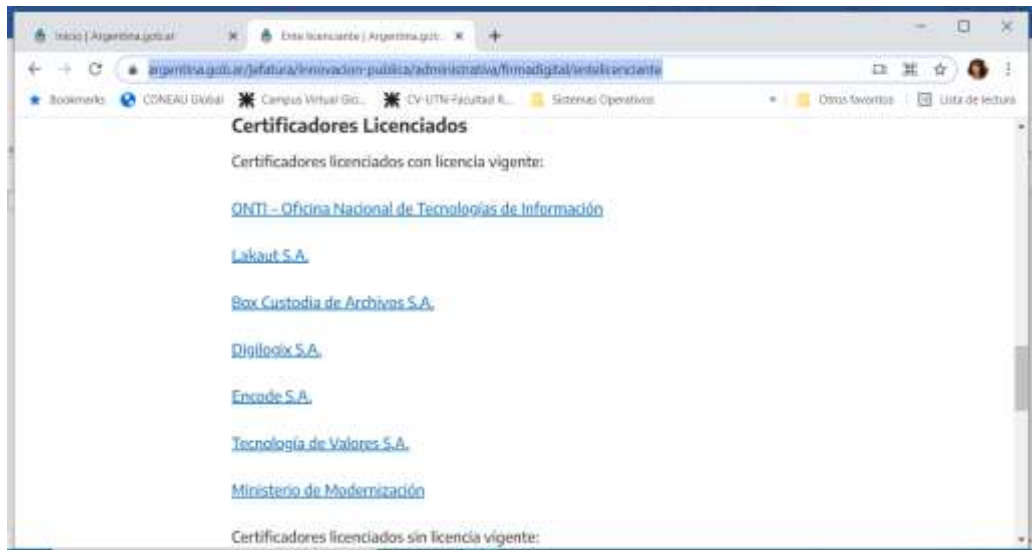 Inicio | Argentina.gob.ar
Ente licenciante | Argentina.gob.
argentina.gob.ar/jefatura/innovacion-publica/administrativa/firmadigital/entelicenciante
Bookmarks CONEAU Global Campus Virtual Glo... CV-UTN-Facultad R... Sistemas Operativos Otros favoritos Lista de lectura
Certificadores Licenciados
Certificadores licenciados con licencia vigente:
ONTI – Oficina Nacional de Tecnologías de Información
Lakaut S.A.
Box Custodia de Archivos S.A.
Digilogix S.A.
Encode S.A.
Tecnología de Valores S.A.
Ministerio de Modernización
Certificadores licenciados sin licencia vigente: